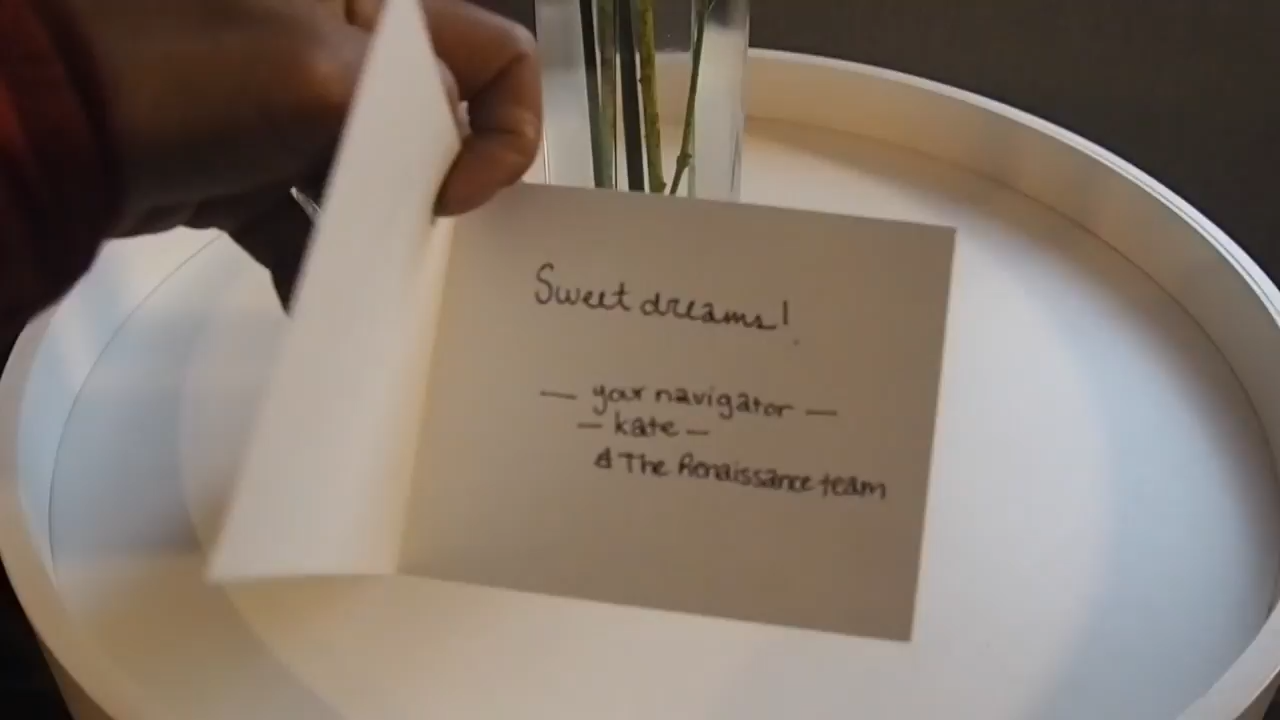 Sweet dreams!
— your navigator —
— kate —
& The Renaissance team